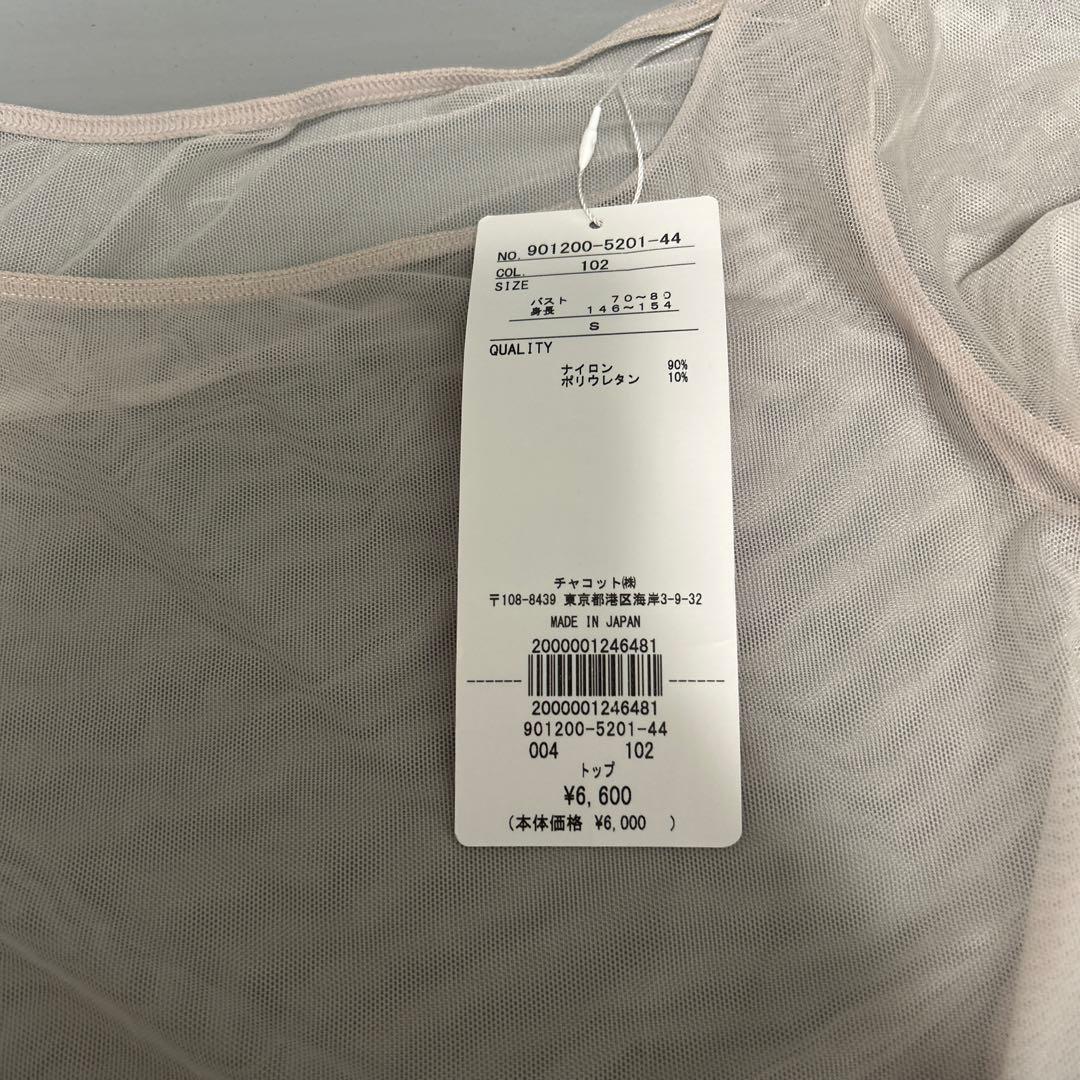 NO. 901200-5201-44
COL. 102
SIZE
バスト 70~80
身長 146~154
S
QUALITY
ナイロン 90%
ポリウレタン 10%
チャコット㈱
〒108-8439 東京都港区海岸3-9-32
MADE IN JAPAN
2000001246481
2000001246481
901200-5201-44
004 102
トップ
¥6,600
(本体価格 ¥6,000 )